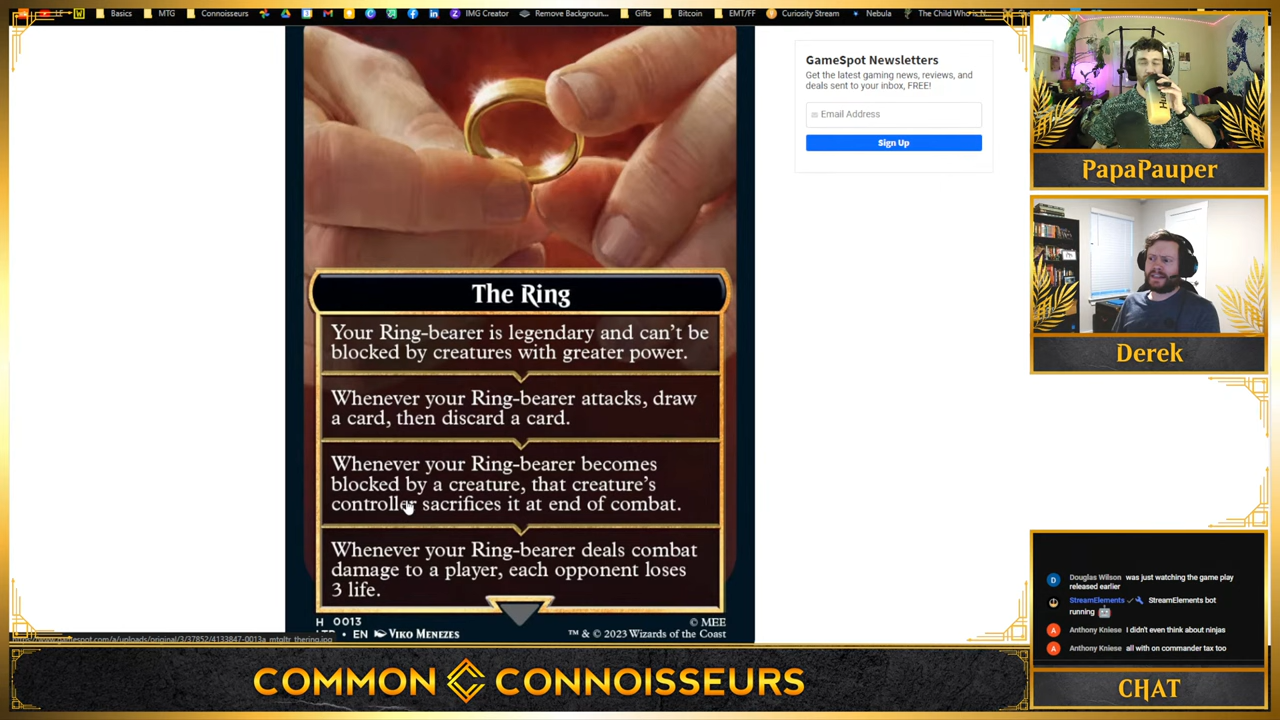 Basics MTG Connoisseurs IMG Creator Remove Backgroun... Gifts Bitcoin EMT/FF Curiosity Stream Nebula The Child Who is N
GameSpot Newsletters
Get the latest gaming news, reviews, and
deals sent to your inbox, FREE!
Email Address
Sign Up
The Ring
Your Ring-bearer is legendary and can't be
blocked by creatures with greater power.
Whenever your Ring-bearer attacks, draw
a card, then discard a card.
Whenever your Ring-bearer becomes
blocked by a creature, that creature's
controller sacrifices it at end of combat.
Whenever your Ring-bearer deals combat
damage to a player, each opponent loses
3 life.
H 0013
© MEE
LTR • EN Viko Menezes
™ & © 2023 Wizards of the Coast
PapaPauper
Derek
Douglas Wilson was just watching the game play
released earlier
StreamElements StreamElements bot
running
Anthony Kniese I didn't even think about ninjas
Anthony Kniese all with on commander tax too
CHAT
COMMON CONNOISSEURS